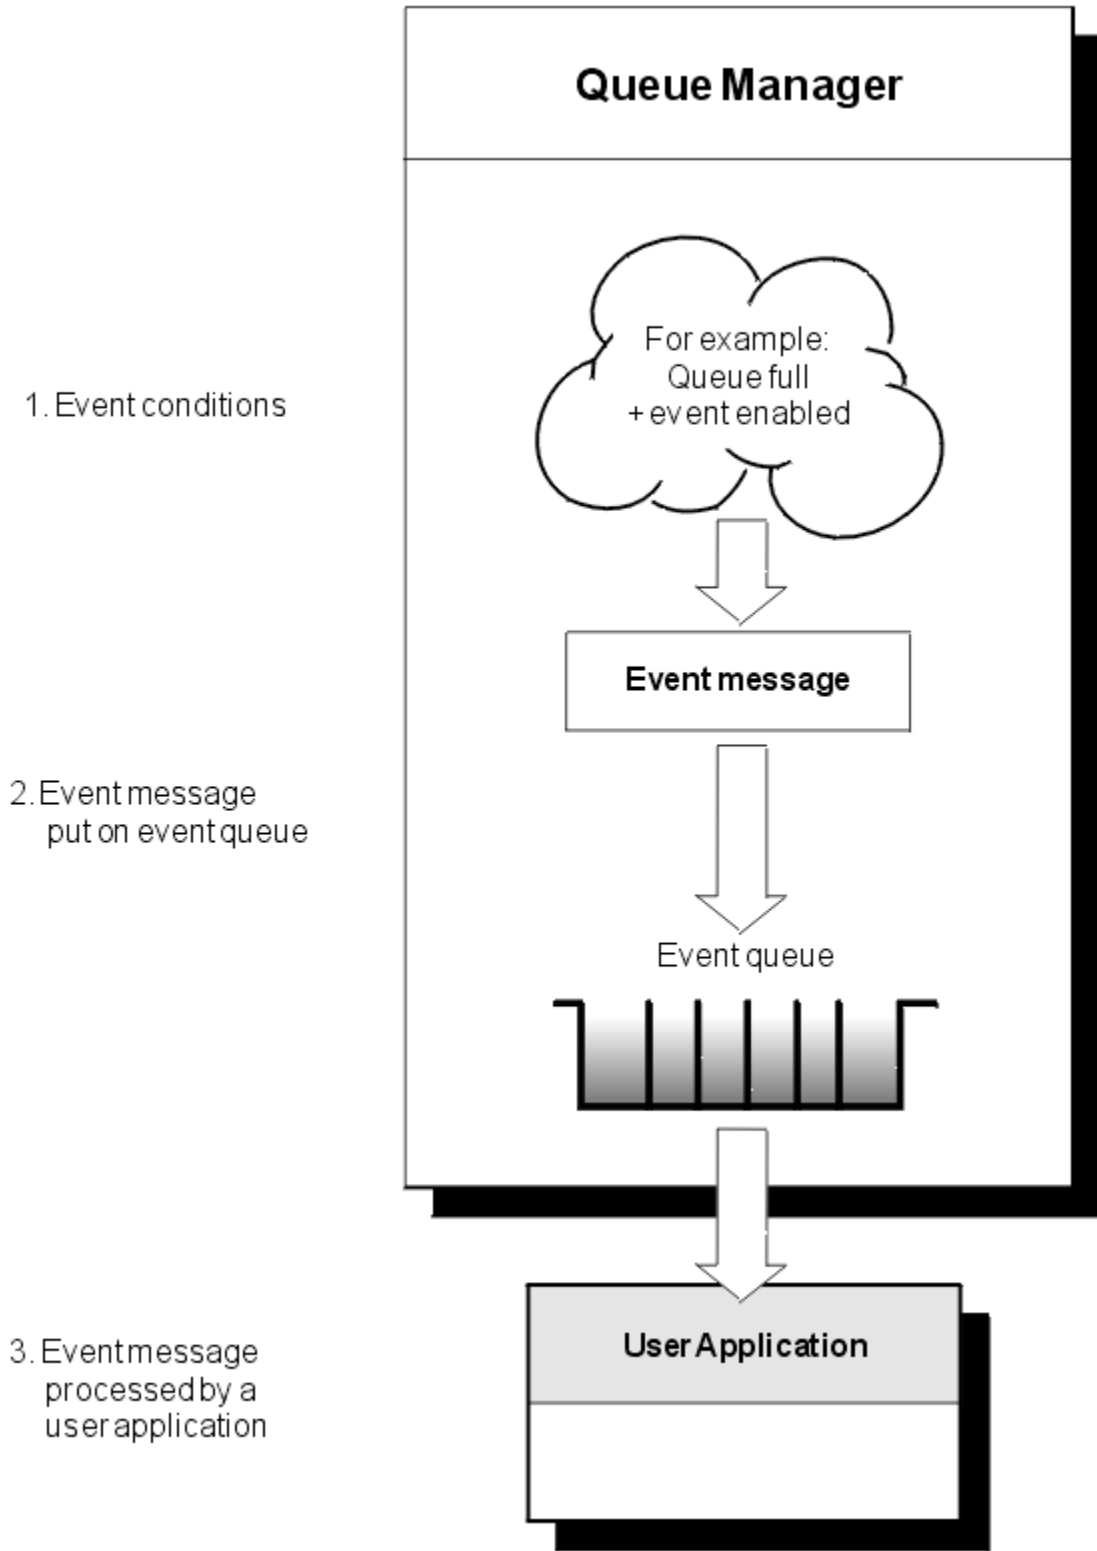 Queue Manager
For example:
Queue full
+ event enabled
1. Event conditions
Event message
2. Event message
put on event queue
Event queue
User Application
3. Event message
processed by a
user application